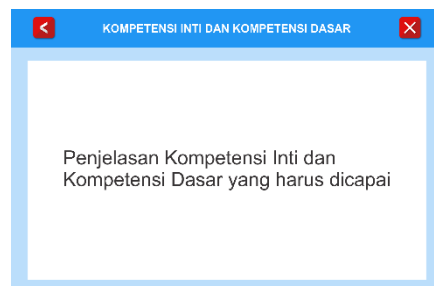 KOMPETENSI INTI DAN KOMPETENSI DASAR
Penjelasan Kompetensi Inti dan
Kompetensi Dasar yang harus dicapai